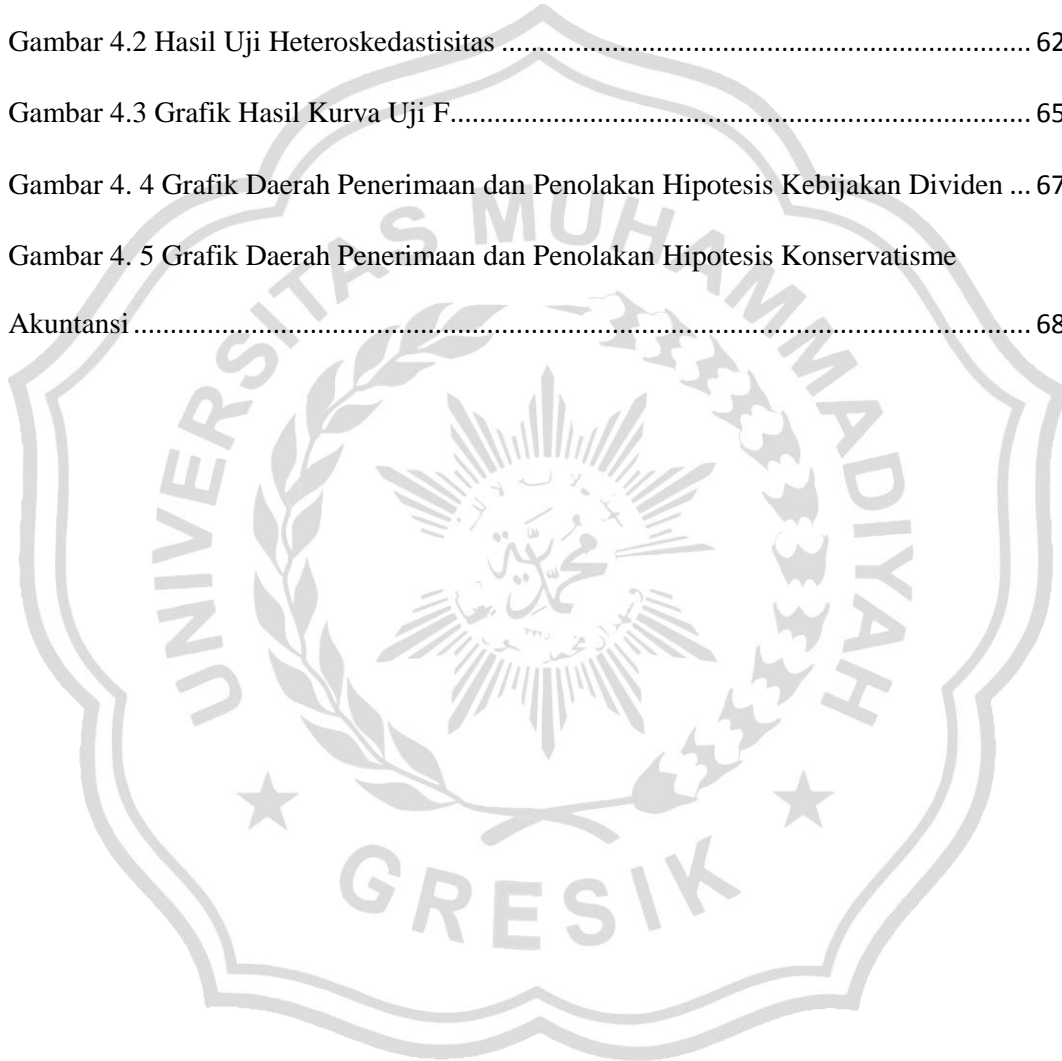 Gambar 4.2 Hasil Uji Heteroskedastisitas ........................................................................ 62
Gambar 4.3 Grafik Hasil Kurva Uji F............................................................................... 65
Gambar 4. 4 Grafik Daerah Penerimaan dan Penolakan Hipotesis Kebijakan Dividen ... 67
Gambar 4. 5 Grafik Daerah Penerimaan dan Penolakan Hipotesis Konservatisme
Akuntansi .......................................................................................................................... 68
UNIVERSITAS MUHAMMADIYAH
GRESIK